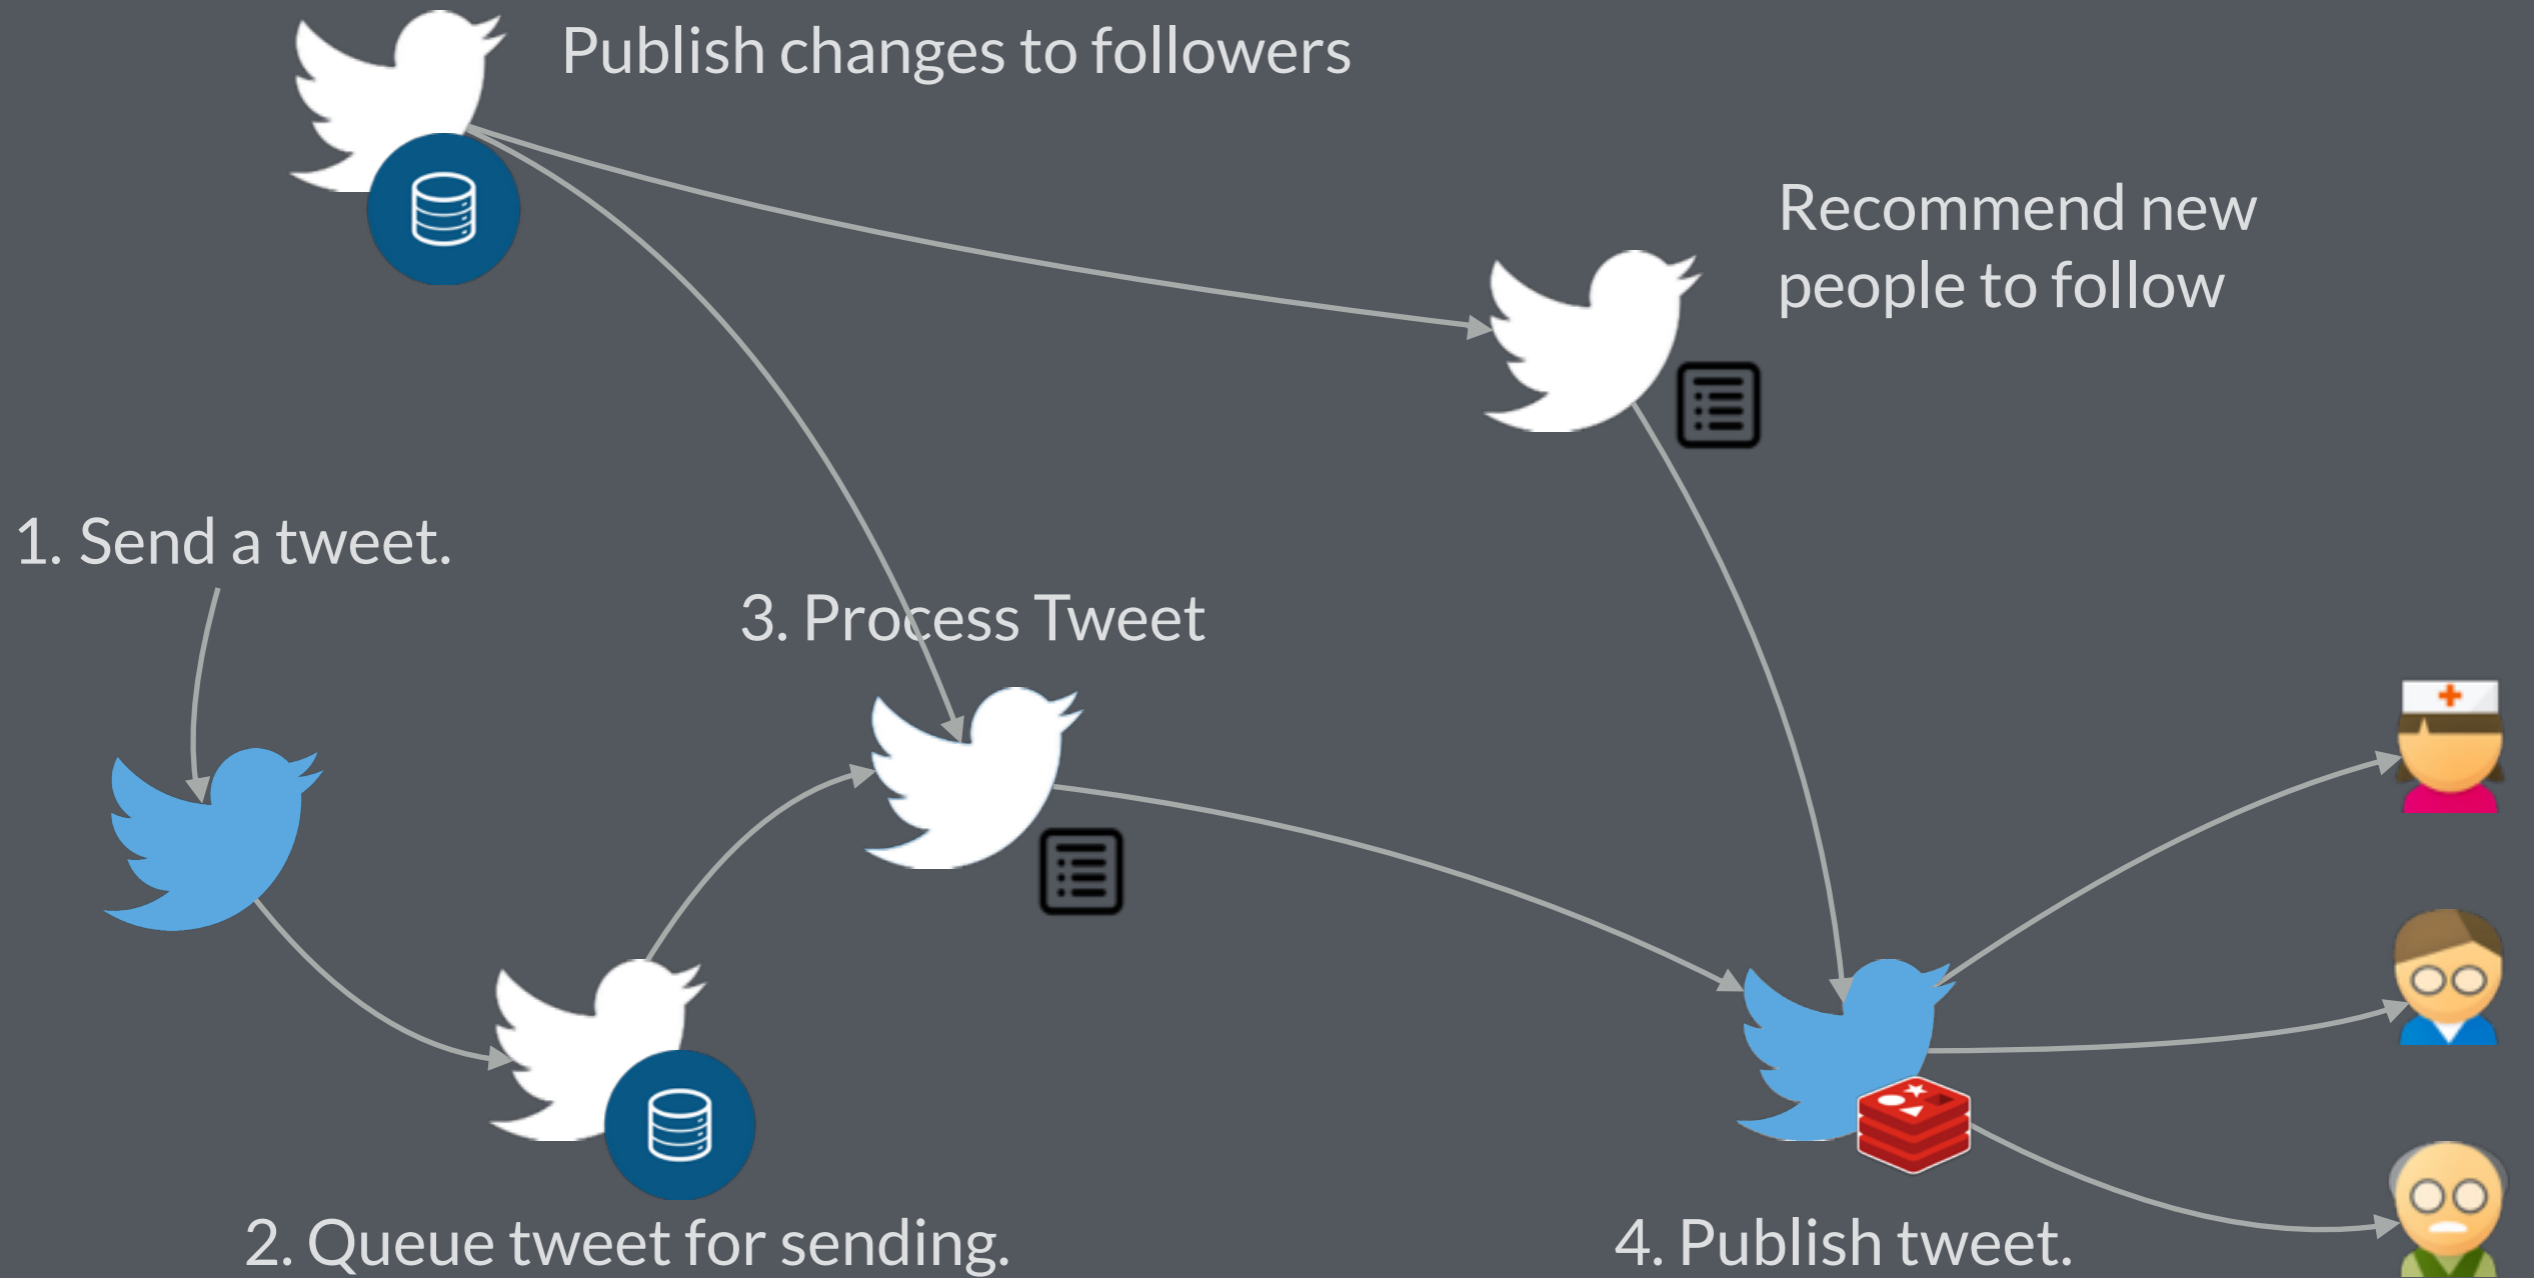 Publish changes to followers
Recommend new
people to follow
1. Send a tweet.
3. Process Tweet
2. Queue tweet for sending.
4. Publish tweet.